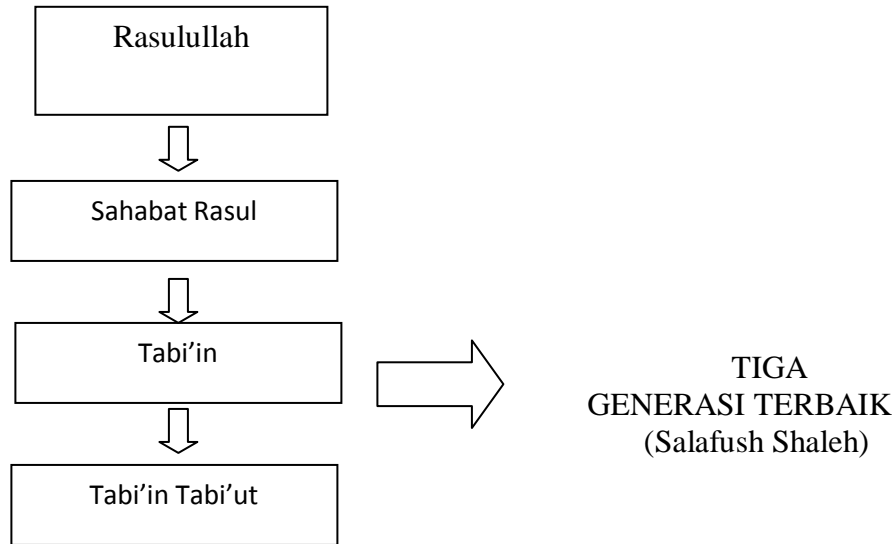 Rasulullah
Sahabat Rasul
Tabi’in
Tabi’in Tabi’ut
TIGA
GENERASI TERBAIK
(Salafush Shaleh)